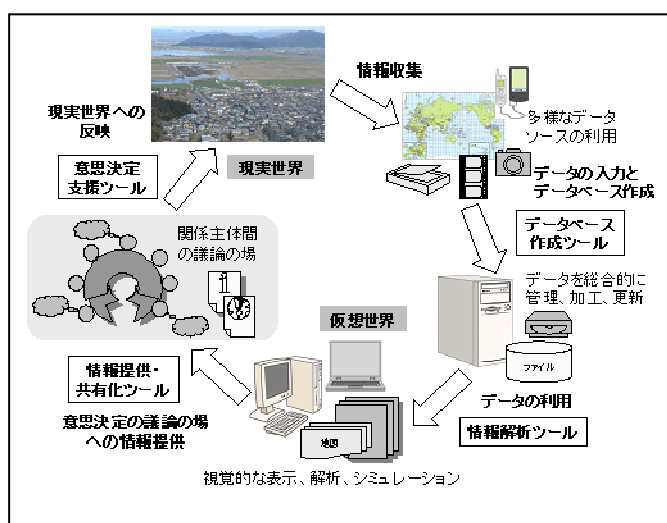 情報収集
現実世界への
反映
多様なデータ
ソースの利用
意思決定
支援ツール
現実世界
データの入力と
データベース作成
関係主体間
の議論の場
データベース
作成ツール
データを総合的に
管理、加工、更新
仮想世界
ファイル
情報提供・
共有化ツール
データの利用
意思決定の議論の場
への情報提供
地図
情報解析ツール
視覚的な表示、解析、シミュレーション